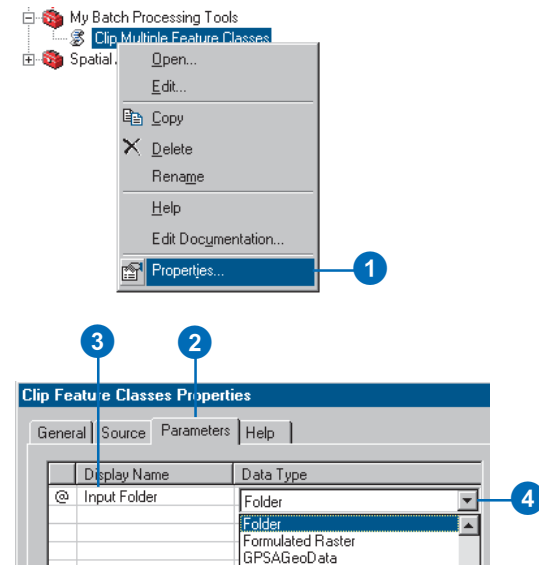 My Batch Processing Tools
Clip Multiple Feature Classes
Spatial
Open...
Edit...
Copy
Delete
Rename
Help
Edit Documentation...
Properties...
1
3
2
Clip Feature Classes Properties
General
Source
Parameters
Help
Display Name
Data Type
@
Input Folder
Folder
4
Folder
Formulated Raster
GPSAGeoData